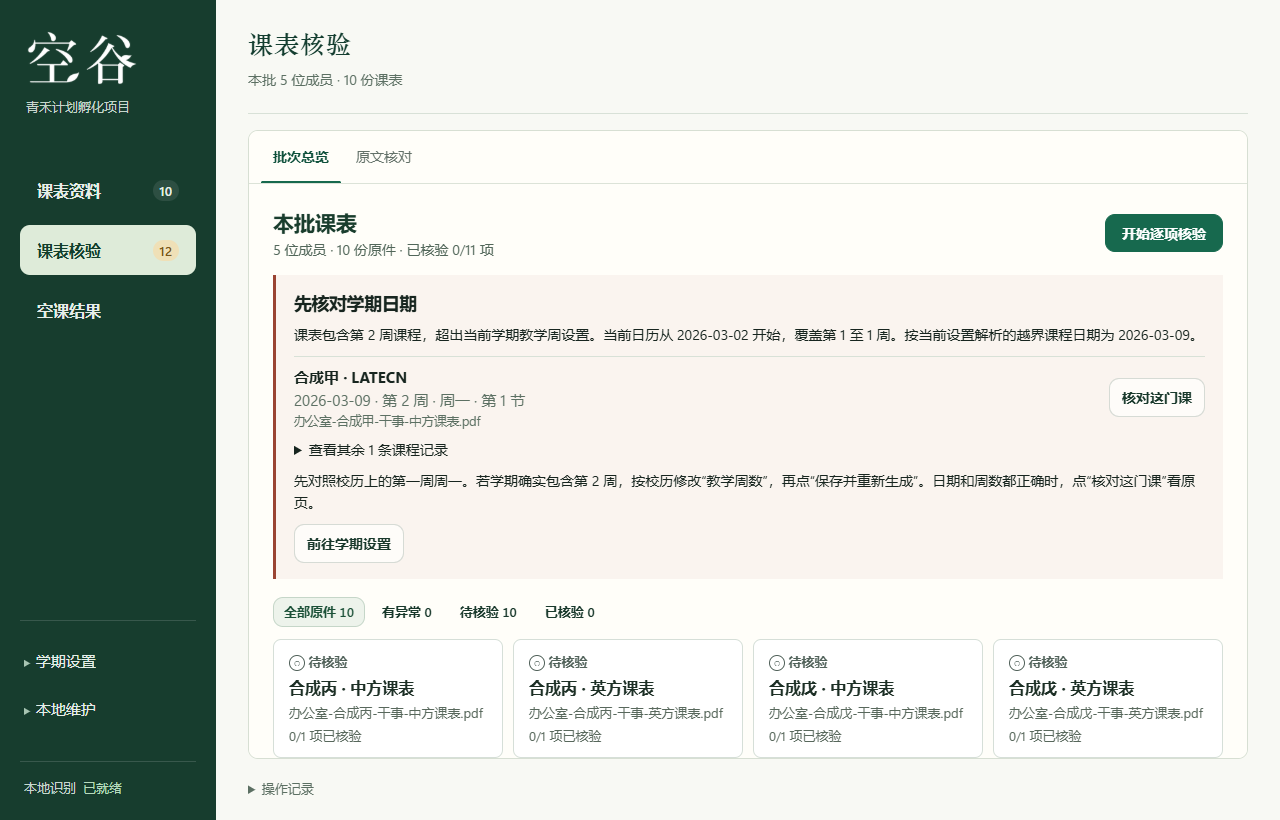 空谷
青禾计划孵化项目
课表资料 10
课表核验 12
空课结果
▸ 学期设置
▸ 本地维护
本地识别 已就绪
课表核验
本批 5 位成员 · 10 份课表
批次总览 原文核对
本批课表
5 位成员 · 10 份原件 · 已核验 0/11 项
开始逐项核验
先核对学期日期
课表包含第 2 周课程，超出当前学期教学周设置。当前日历从 2026-03-02 开始，覆盖第 1 至 1 周。按当前设置解析的越界课程日期为 2026-03-09。
合成甲 · LATECN
2026-03-09 · 第 2 周 · 周一 · 第 1 节
办公室-合成甲-干事-中方课表.pdf
核对这门课
▶ 查看其余 1 条课程记录
先对照校历上的第一周周一。若学期确实包含第 2 周，按校历修改“教学周数”，再点“保存并重新生成”。日期和周数都正确时，点“核对这门课”看原
页。
前往学期设置
全部原件 10 有异常 0 待核验 10 已核验 0
待核验
合成丙 · 中方课表
办公室-合成丙-干事-中方课表.pdf
0/1 项已核验
待核验
合成丙 · 英方课表
办公室-合成丙-干事-英方课表.pdf
0/1 项已核验
待核验
合成戊 · 中方课表
办公室-合成戊-干事-中方课表.pdf
0/1 项已核验
待核验
合成戊 · 英方课表
办公室-合成戊-干事-英方课表.pdf
0/1 项已核验
▶ 操作记录